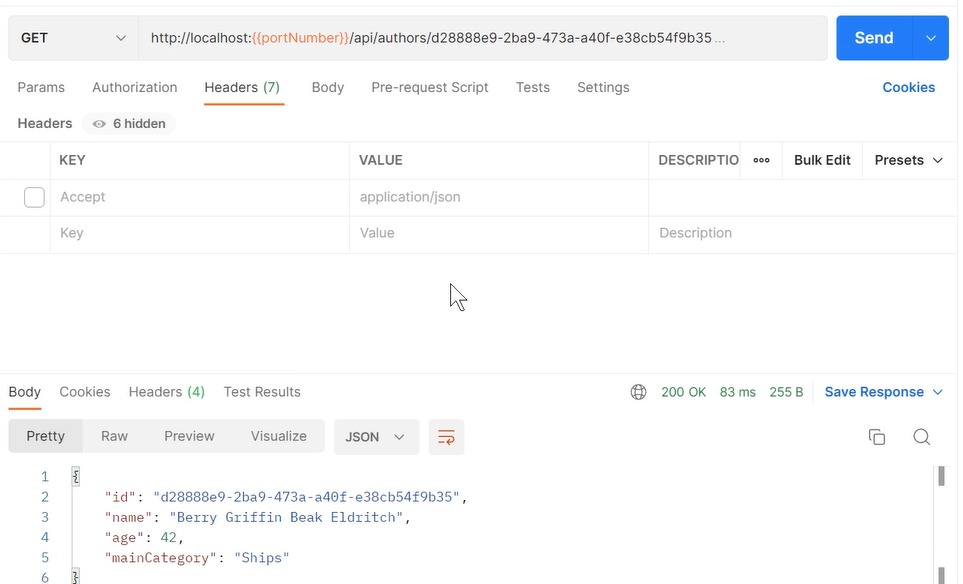 GET http://localhost:{{portNumber}}/api/authors/d28888e9-2ba9-473a-a40f-e38cb54f9b35 ... Send
Params Authorization Headers (7) Body Pre-request Script Tests Settings Cookies
Headers 6 hidden
KEY VALUE DESCRIPTIO ooo Bulk Edit Presets
Accept application/json
Key Value Description
Body Cookies Headers (4) Test Results 200 OK 83 ms 255 B Save Response
Pretty Raw Preview Visualize JSON
1 {
2 "id": "d28888e9-2ba9-473a-a40f-e38cb54f9b35",
3 "name": "Berry Griffin Beak Eldritch",
4 "age": 42,
5 "mainCategory": "Ships"
6 }